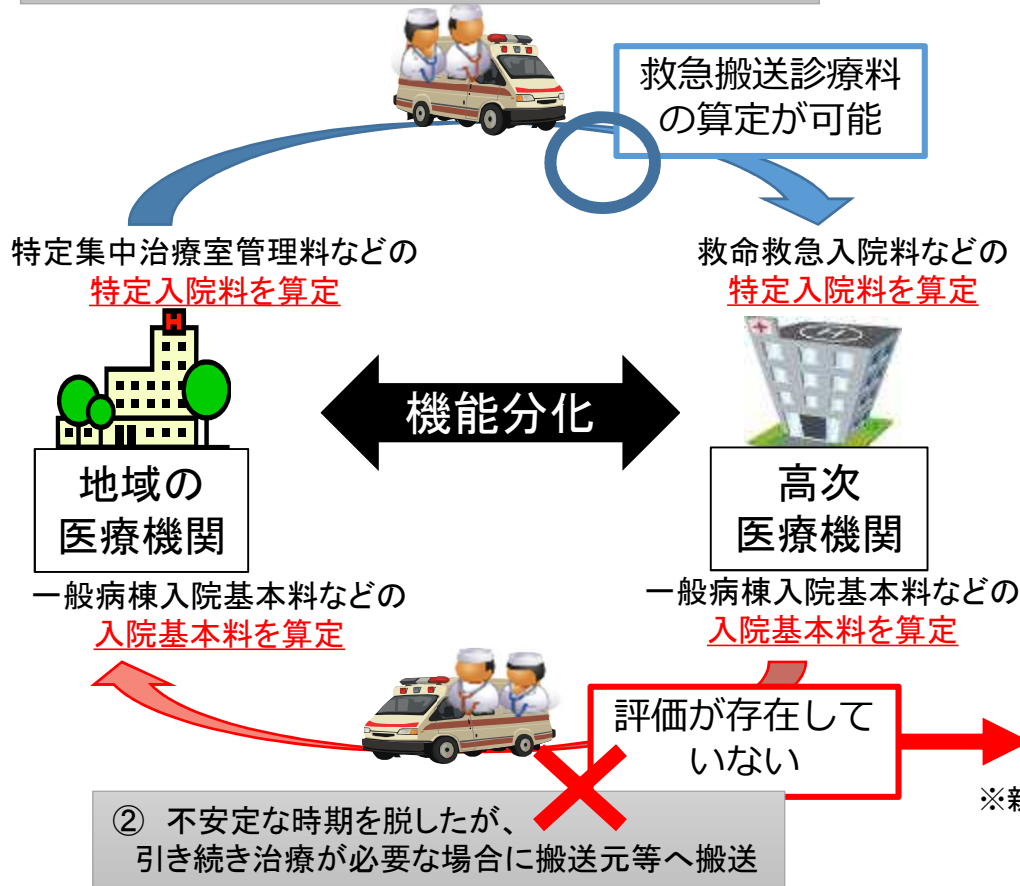 救急搬送診療料
の算定が可能
特定集中治療室管理料などの
特定入院料を算定
救命救急入院料などの
特定入院料を算定
H
H
機能分化
地域の
医療機関
高次
医療機関
一般病棟入院基本料などの
入院基本料を算定
一般病棟入院基本料などの
入院基本料を算定
評価が存在して
いない
※新
② 不安定な時期を脱したが、
引き続き治療が必要な場合に搬送元等へ搬送